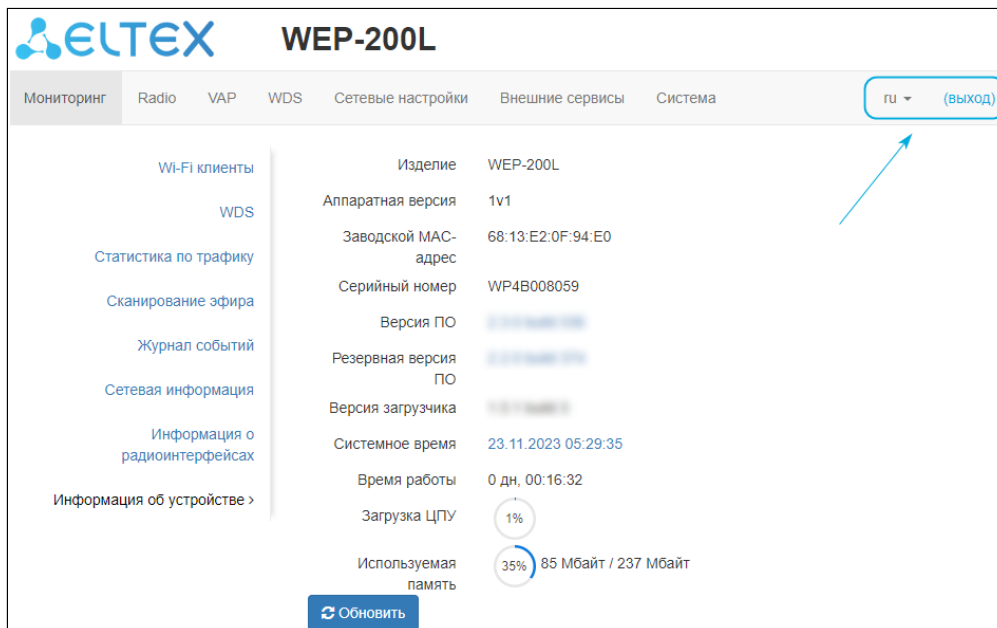 ELTEX WEP-200L
Мониторинг Radio VAP WDS Сетевые настройки Внешние сервисы Система ru (выход)
Wi-Fi клиенты
WDS
Статистика по трафику
Сканирование эфира
Журнал событий
Сетевая информация
Информация о
радиоинтерфейсах
Информация об устройстве >
Изделие WEP-200L
Аппаратная версия 1v1
Заводской MAC-
адрес 68:13:E2:0F:94:E0
Серийный номер WP4B008059
Версия ПО
Резервная версия
ПО
Версия загрузчика
Системное время 23.11.2023 05:29:35
Время работы 0 дн, 00:16:32
Загрузка ЦПУ 1%
Используемая
память 35% 85 Мбайт / 237 Мбайт
Обновить